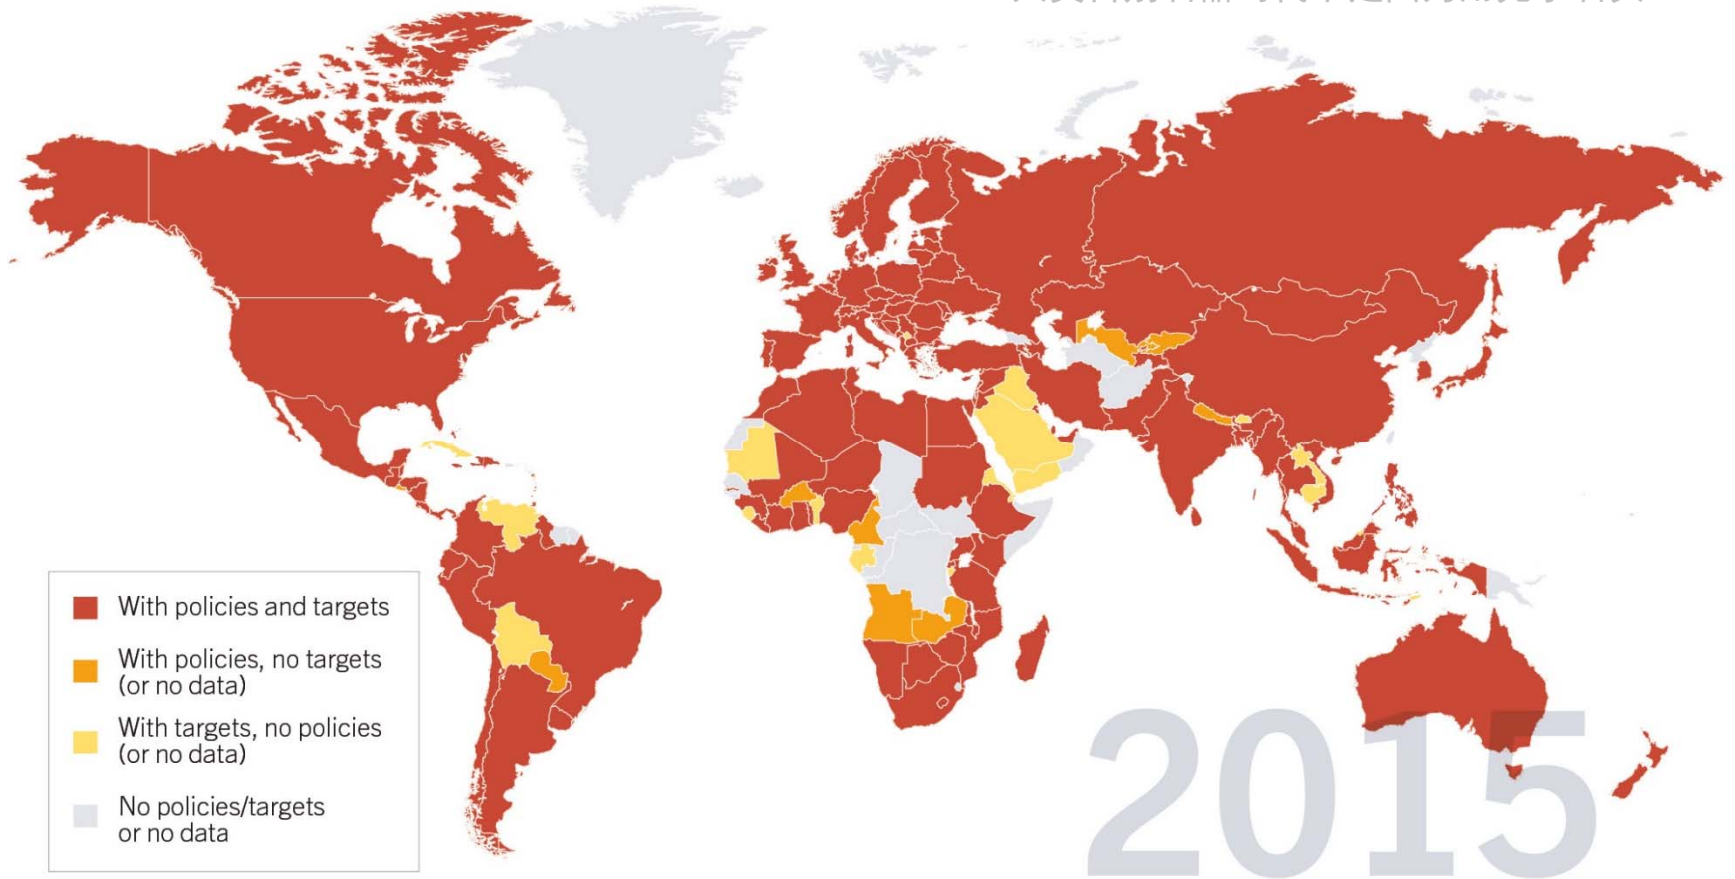 With policies and targets
With policies, no targets
(or no data)
With targets, no policies
(or no data)
No policies/targets
or no data
2015